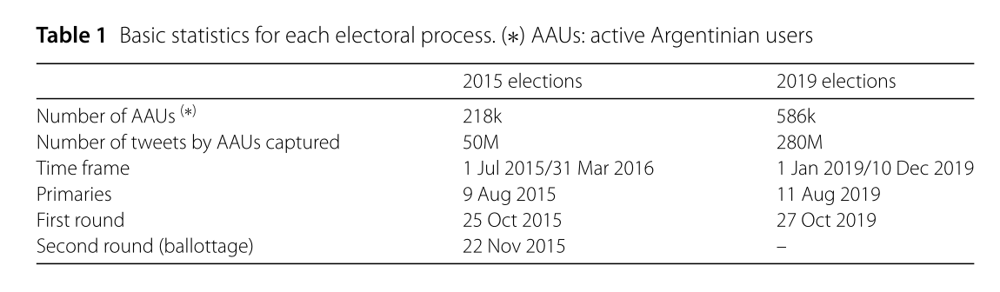 Table 1 Basic statistics for each electoral process. (∗) AAUs: active Argentinian users
2015 elections 2019 elections
Number of AAUs (∗) 218k 586k
Number of tweets by AAUs captured 50M 280M
Time frame 1 Jul 2015/31 Mar 2016 1 Jan 2019/10 Dec 2019
Primaries 9 Aug 2015 11 Aug 2019
First round 25 Oct 2015 27 Oct 2019
Second round (ballottage) 22 Nov 2015 –